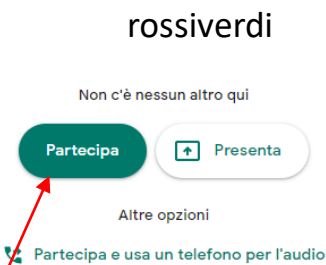 rossiverdi
Non c'è nessun altro qui
Partecipa
Presenta
Altre opzioni
Partecipa e usa un telefono per l'audio